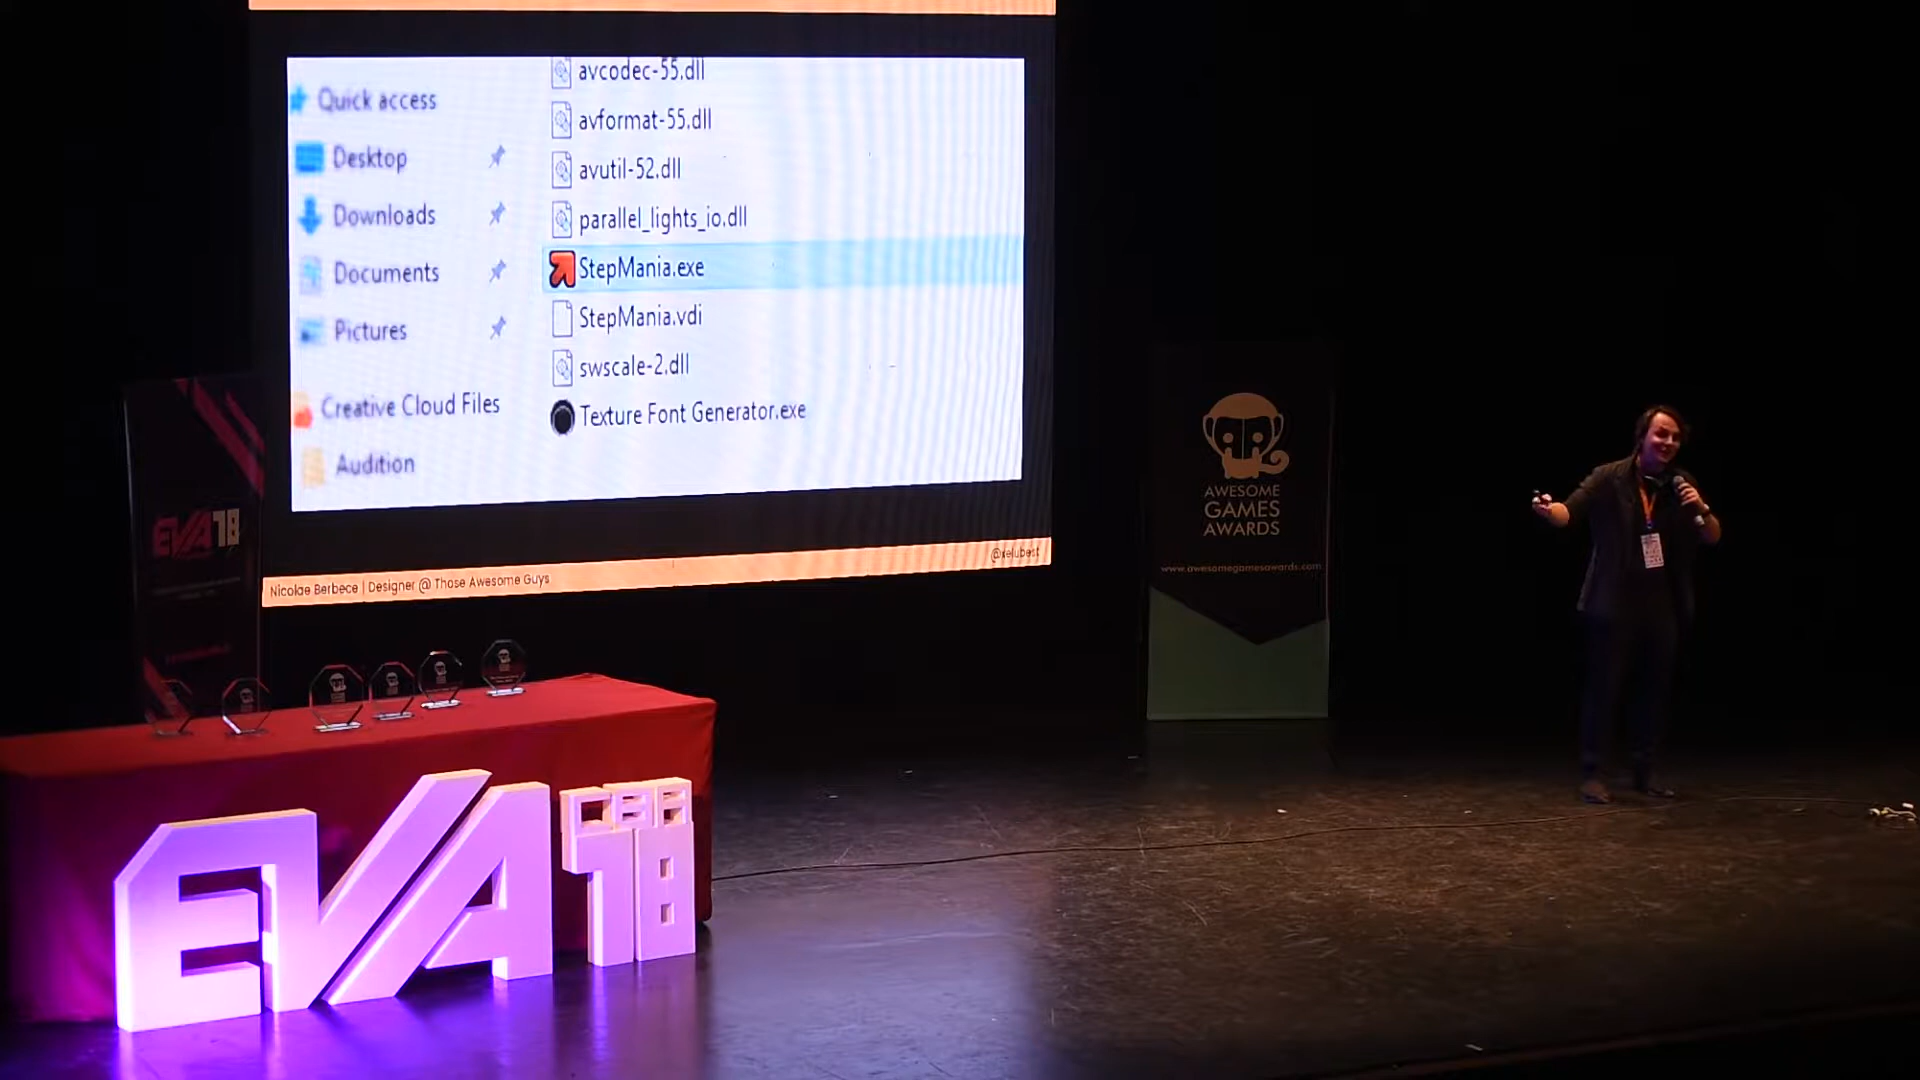 Quick access
Desktop
Downloads
Documents
Pictures
Creative Cloud Files
Audition
avcodec-55.dll
avformat-55.dll
avutil-52.dll
parallel_lights_io.dll
StepMania.exe
StepMania.vdi
swscale-2.dll
Texture Font Generator.exe
Nicolae Berbece | Designer @ Those Awesome Guys
@xelubest
EVA18
AWESOME
GAMES
AWARDS
www.awesomegamesawards.com
EVA
CBA
18